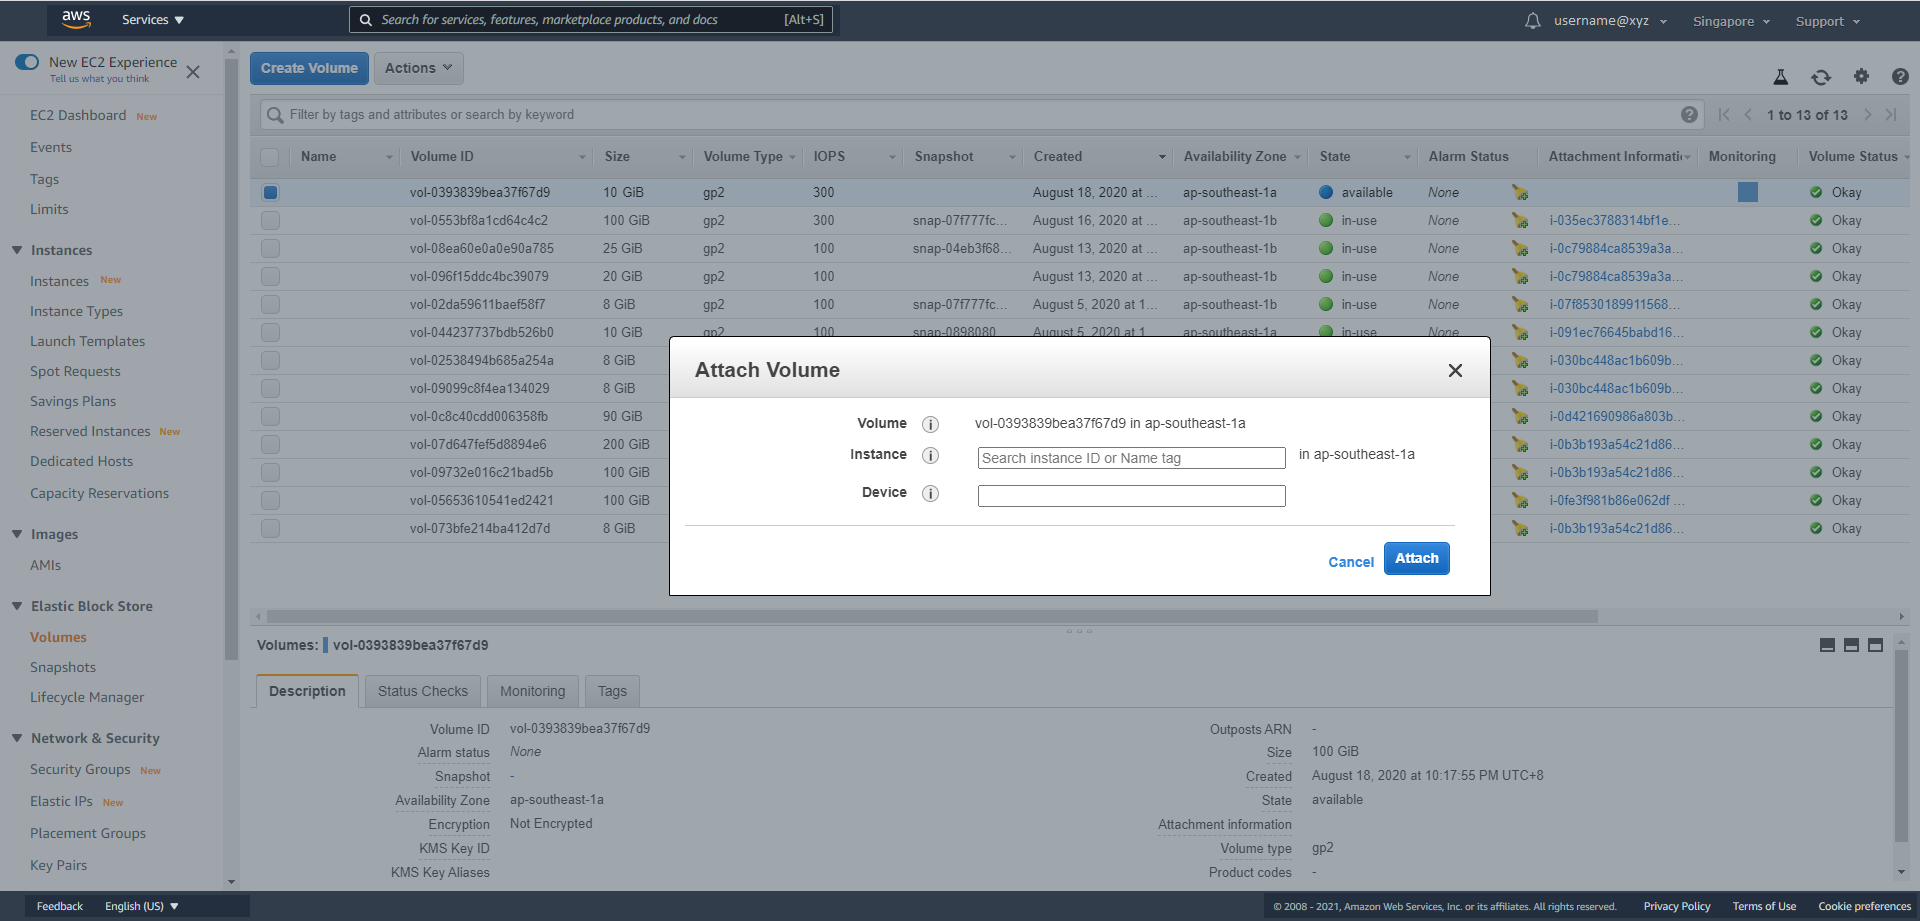 aws Services Search for services, features, marketplace products, and docs [Alt+S] username@xyz Singapore Support
New EC2 Experience
Tell us what you think
EC2 Dashboard New
Events
Tags
Limits
Instances
Instances New
Instance Types
Launch Templates
Spot Requests
Savings Plans
Reserved Instances New
Dedicated Hosts
Capacity Reservations
Images
AMIs
Elastic Block Store
Volumes
Snapshots
Lifecycle Manager
Network & Security
Security Groups New
Elastic IPs New
Placement Groups
Key Pairs
Create Volume Actions
Filter by tags and attributes or search by keyword 1 to 13 of 13
Name Volume ID Size Volume Type IOPS Snapshot Created Availability Zone State Alarm Status Attachment Informati Monitoring Volume Status
vol-0393839bea37f67d9 10 GiB gp2 300 August 18, 2020 at ... ap-southeast-1a available None Okay
vol-0553bf8a1cd64c4c2 100 GiB gp2 300 snap-07f777fc... August 16, 2020 at ... ap-southeast-1b in-use None i-035ec3788314bf1e... Okay
vol-08ea60e0a0e90a785 25 GiB gp2 100 snap-04eb3f68... August 13, 2020 at ... ap-southeast-1b in-use None i-0c79884ca8539a3a... Okay
vol-096f15ddc4bc39079 20 GiB gp2 100 August 13, 2020 at ... ap-southeast-1b in-use None i-0c79884ca8539a3a... Okay
vol-02da59611baef58f7 8 GiB gp2 100 snap-07f777fc... August 5, 2020 at 1... ap-southeast-1b in-use None i-07f8530189911568... Okay
vol-044237737bdb526b0 10 GiB gp2 100 snap-0898080 August 5, 2020 at 1 ap-southeast-1a in-use None i-091ec76645babd16... Okay
vol-02538494b685a254a 8 GiB i-030bc448ac1b609b... Okay
vol-09099c8f4ea134029 8 GiB i-030bc448ac1b609b... Okay
vol-0c8c40cdd006358fb 90 GiB i-0d421690986a803b... Okay
vol-07d647fef5d8894e6 200 GiB i-0b3b193a54c21d86... Okay
vol-09732e016c21bad5b 100 GiB i-0b3b193a54c21d86... Okay
vol-05653610541ed2421 100 GiB i-0fe3f981b86e062df ... Okay
vol-073bfe214ba412d7d 8 GiB i-0b3b193a54c21d86... Okay
Attach Volume
Volume vol-0393839bea37f67d9 in ap-southeast-1a
Instance Search instance ID or Name tag in ap-southeast-1a
Device
Cancel Attach
Volumes: vol-0393839bea37f67d9
Description Status Checks Monitoring Tags
Volume ID vol-0393839bea37f67d9 Outposts ARN -
Alarm status None Size 100 GiB
Snapshot - Created August 18, 2020 at 10:17:55 PM UTC+8
Availability Zone ap-southeast-1a State available
Encryption Not Encrypted Attachment information
KMS Key ID Volume type gp2
KMS Key Aliases Product codes -
Feedback English (US) © 2008 - 2021, Amazon Web Services, Inc. or its affiliates. All rights reserved. Privacy Policy Terms of Use Cookie preferences